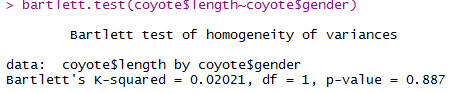 > bartlett.test(coyote$length~coyote$gender)
Bartlett test of homogeneity of variances
data:  coyote$length by coyote$gender
Bartlett's K-squared = 0.02021, df = 1, p-value = 0.887